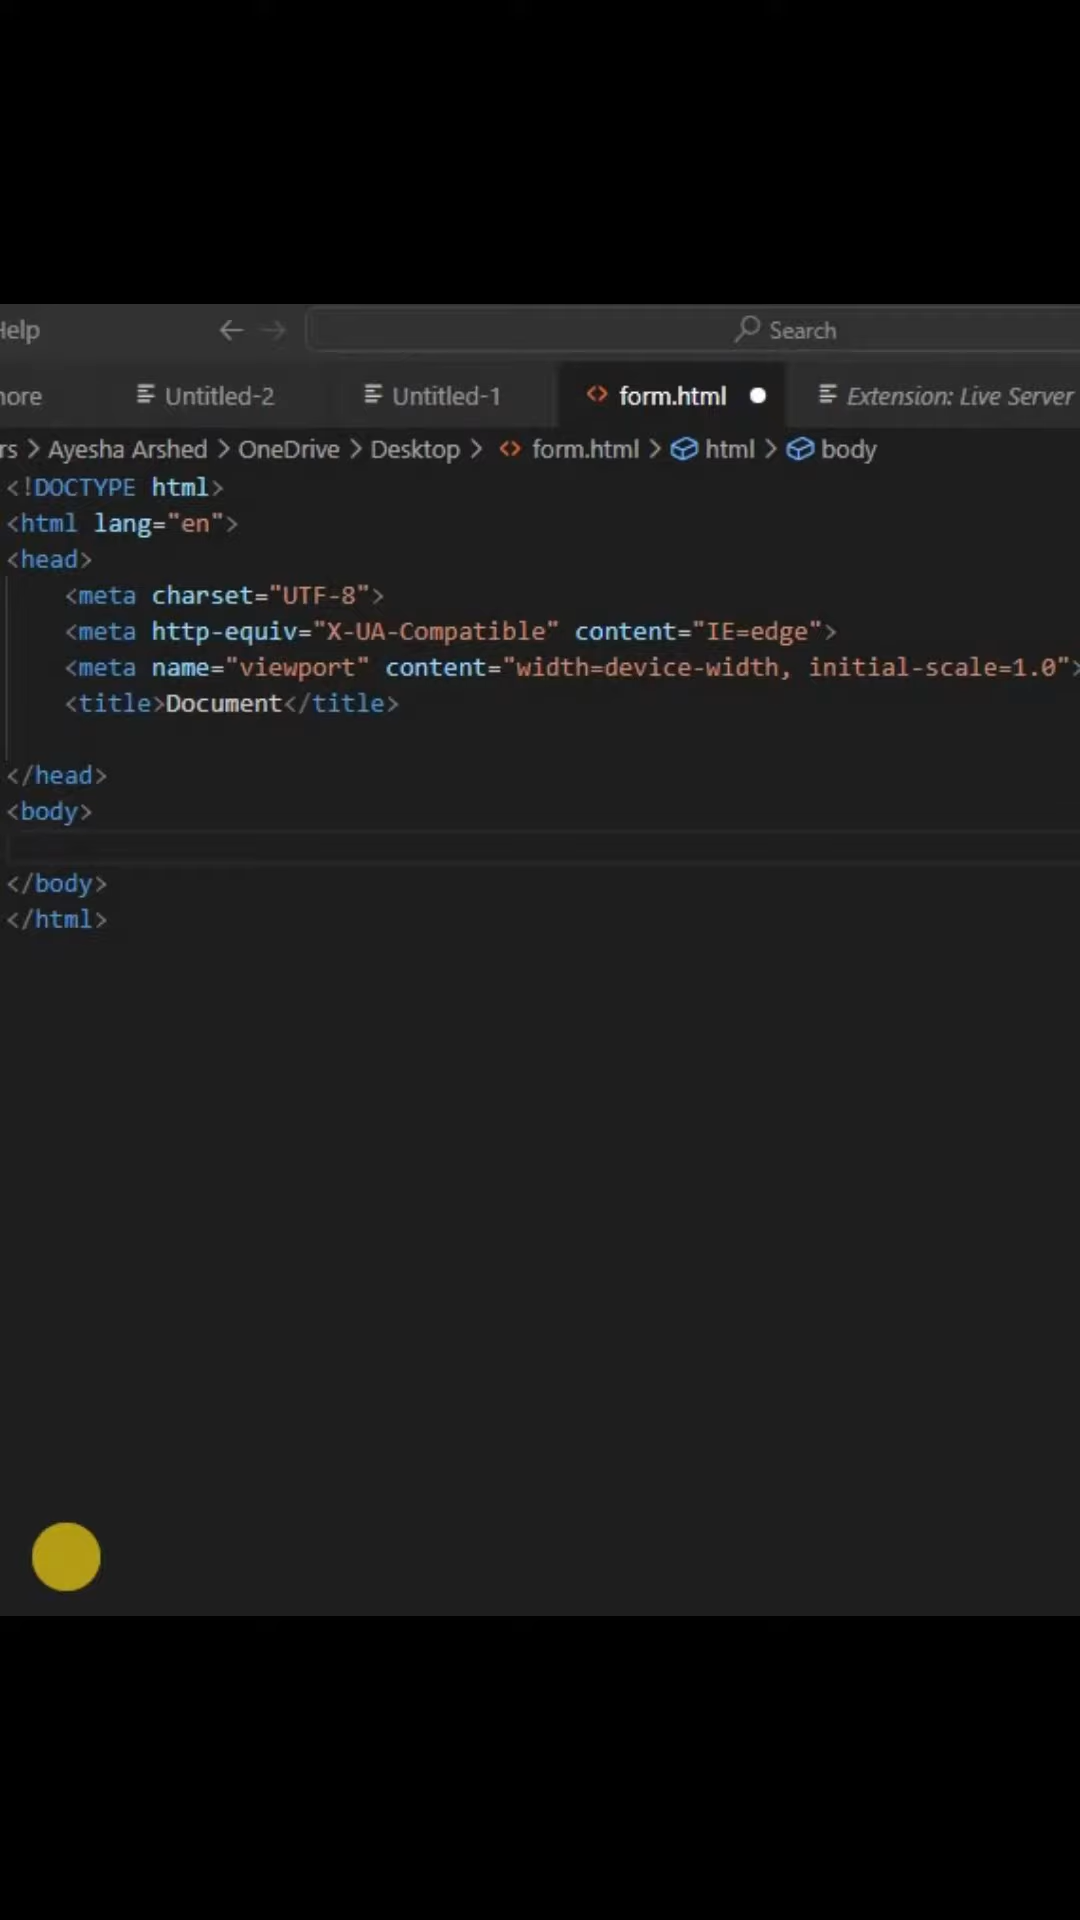 Help Search
Untitled-2 Untitled-1 form.html Extension: Live Server
Ayesha Arshed > OneDrive > Desktop > form.html > html > body
<!DOCTYPE html>
<html lang="en">
<head>
<meta charset="UTF-8">
<meta http-equiv="X-UA-Compatible" content="IE=edge">
<meta name="viewport" content="width=device-width, initial-scale=1.0">
<title>Document</title>
</head>
<body>
</body>
</html>